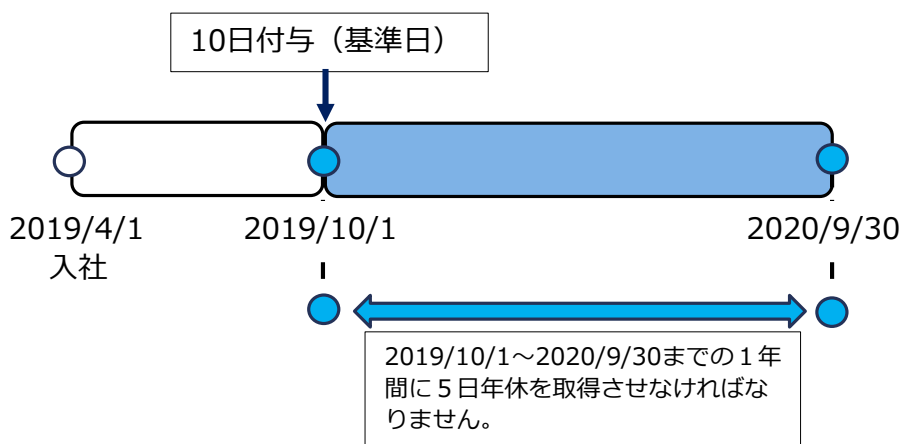 10日付与（基準日）
2019/4/1
入社
2019/10/1
2020/9/30
2019/10/1～2020/9/30までの１年
間に５日年休を取得させなければな
りません。